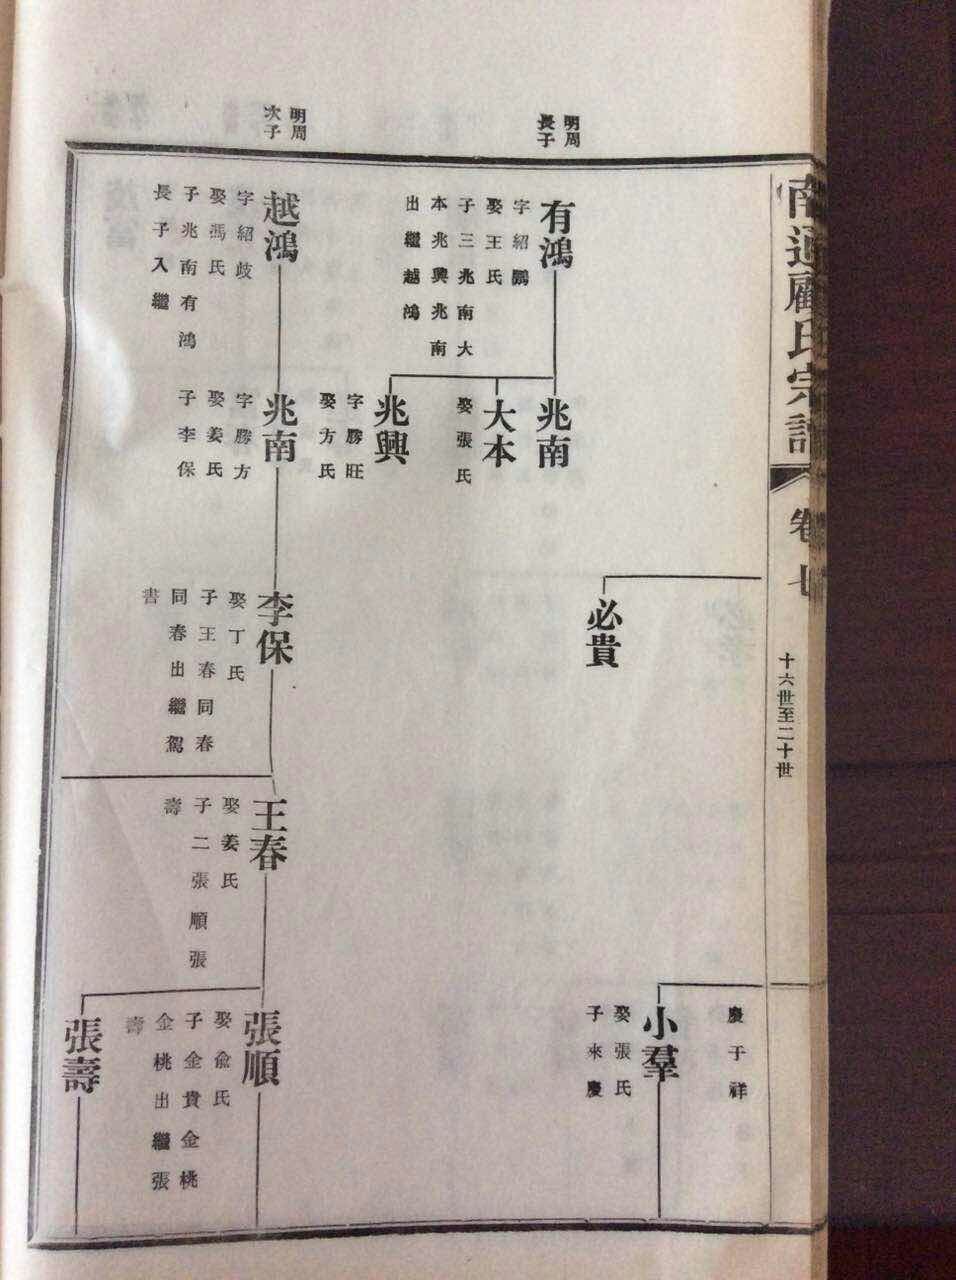 南通顧氏宗譜
卷七
十六世至二十世
明周
長子
有鴻
字紹鵬
娶王氏
子三兆南大
本兆興兆南
出繼越鴻
兆南
大本
娶張氏
兆興
字勝旺
娶方氏
必貴
慶于祥
小羣
娶張氏
子來慶
明周
次子
越鴻
字紹歧
娶馮氏
子兆南有鴻
長子入繼
兆南
字勝方
娶姜氏
子李保
李保
娶丁氏
子王春同春
同春出繼駕
書
王春
娶姜氏
子二張順張
壽
張順
娶俞氏
子金貴金桃
金桃出繼張
壽
張壽